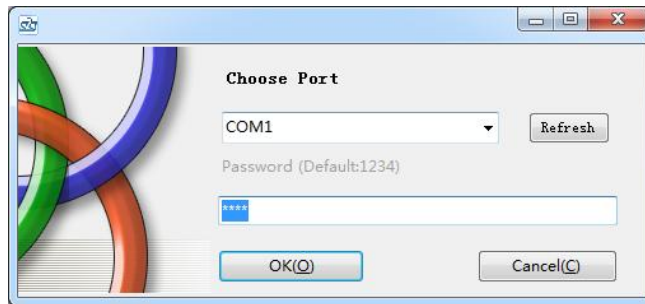 Choose Port
COM1
Refresh
Password (Default:1234)
****
OK(O)
Cancel(C)